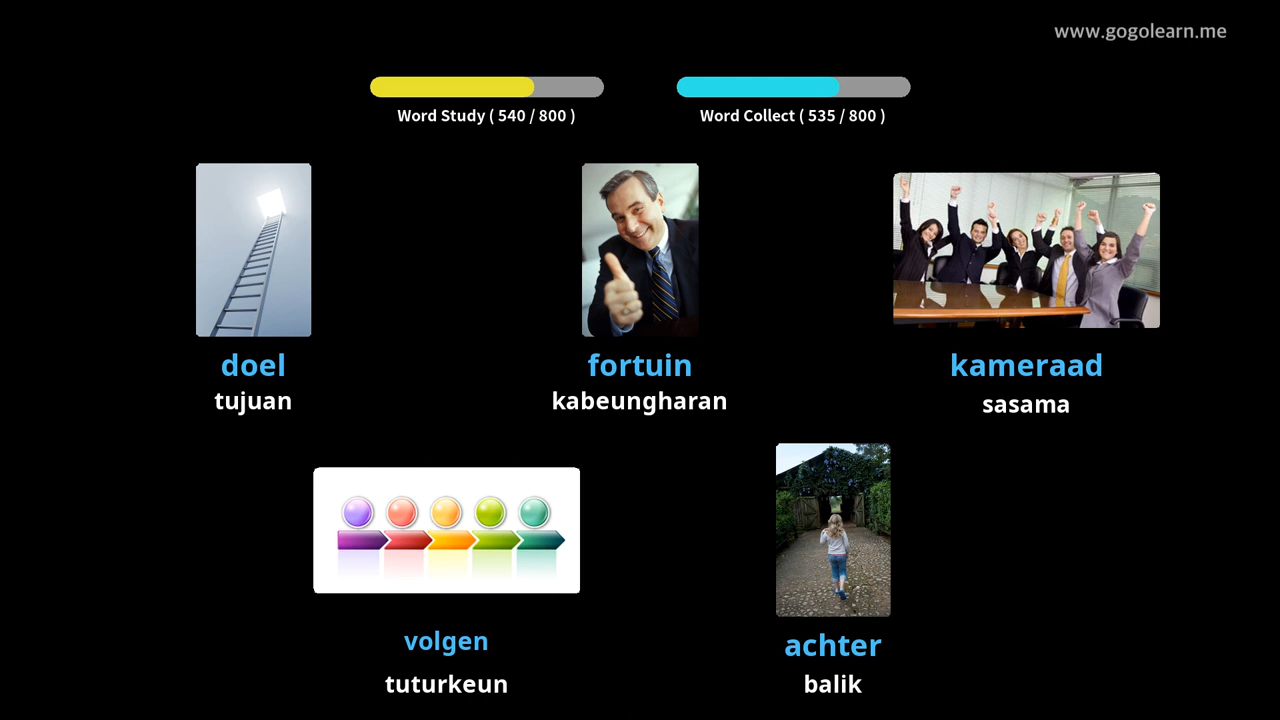 www.gogolearn.me
Word Study ( 540 / 800 )
Word Collect ( 535 / 800 )
doel
tujuan
fortuin
kabeungharan
kameraad
sasama
volgen
tuturkeun
achter
balik